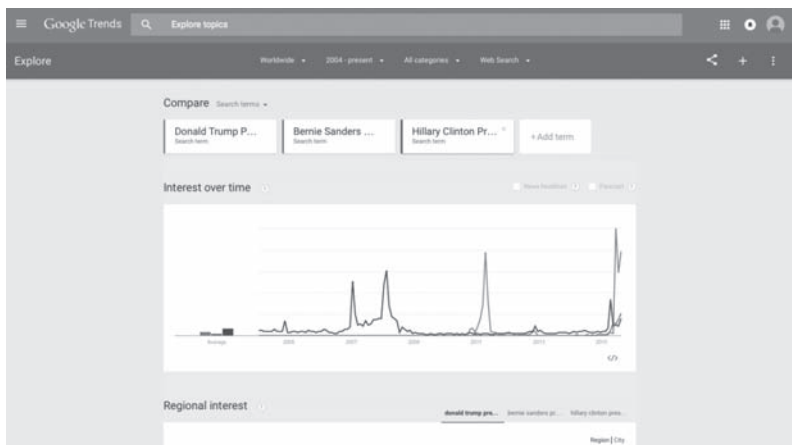 Google Trends Explore topics
Explore Worldwide 2004 - present All categories Web Search
Compare Search terms
Donald Trump P... Bernie Sanders ... Hillary Clinton Pr... + Add term
Search term Search term Search term
Interest over time News headlines Forecast
Average 2005 2007 2009 2011 2013 2015
</>
Regional interest donald trump pre... bernie sanders pr... hillary clinton pres...
Region | City